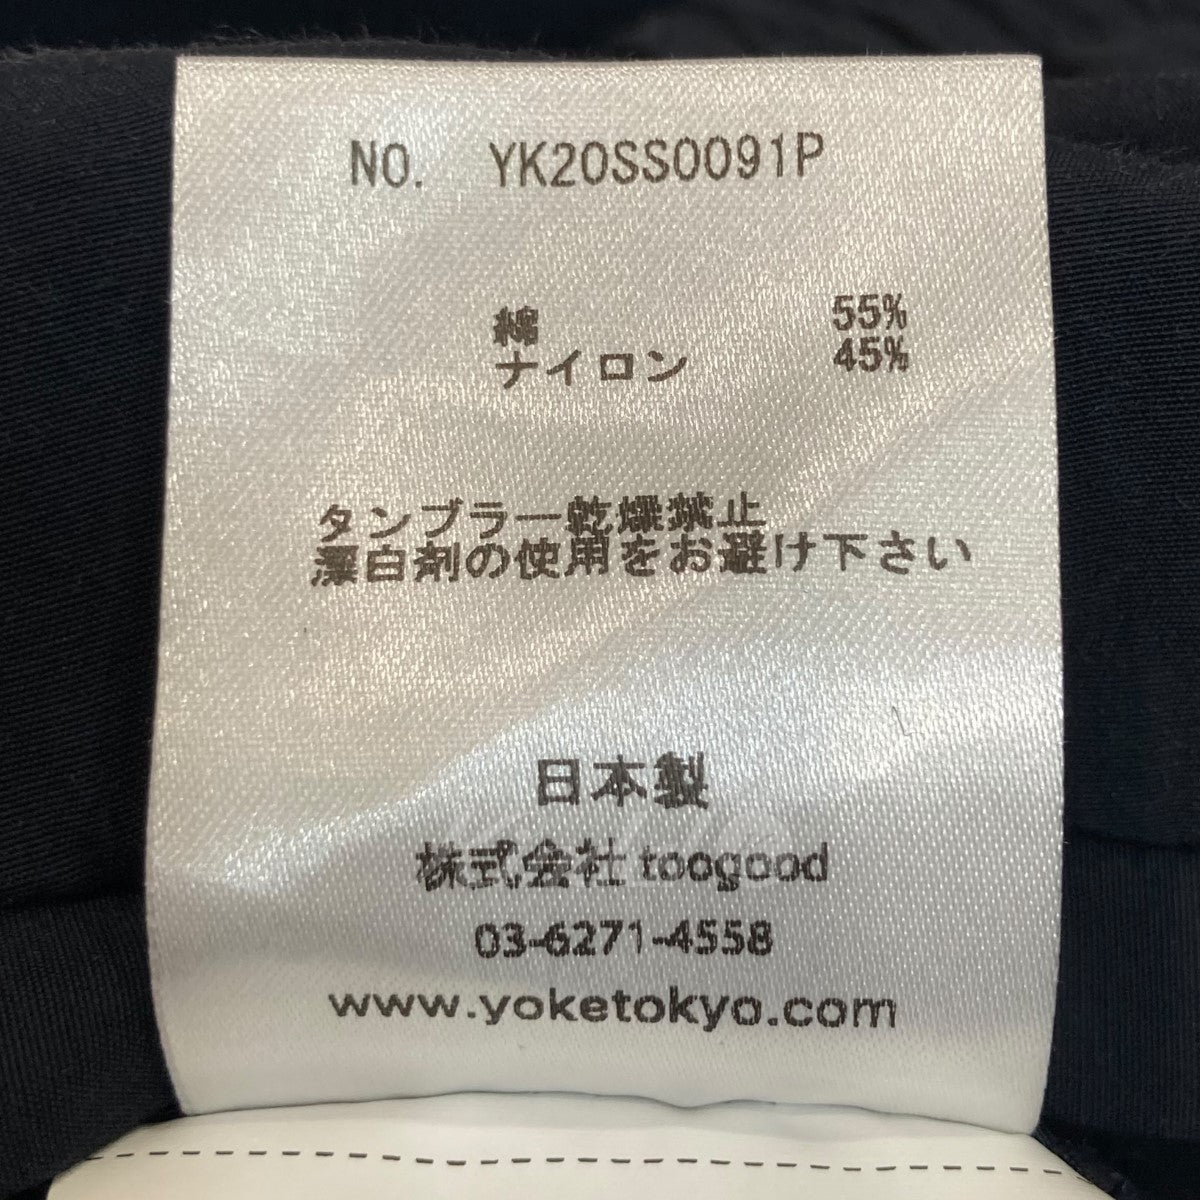 NO. YK20SS0091P
綿 55%
ナイロン 45%
タンブラー乾燥禁止
漂白剤の使用をお避け下さい
日本製
株式会社 toogood
03-6271-4558
www.yoketokyo.com